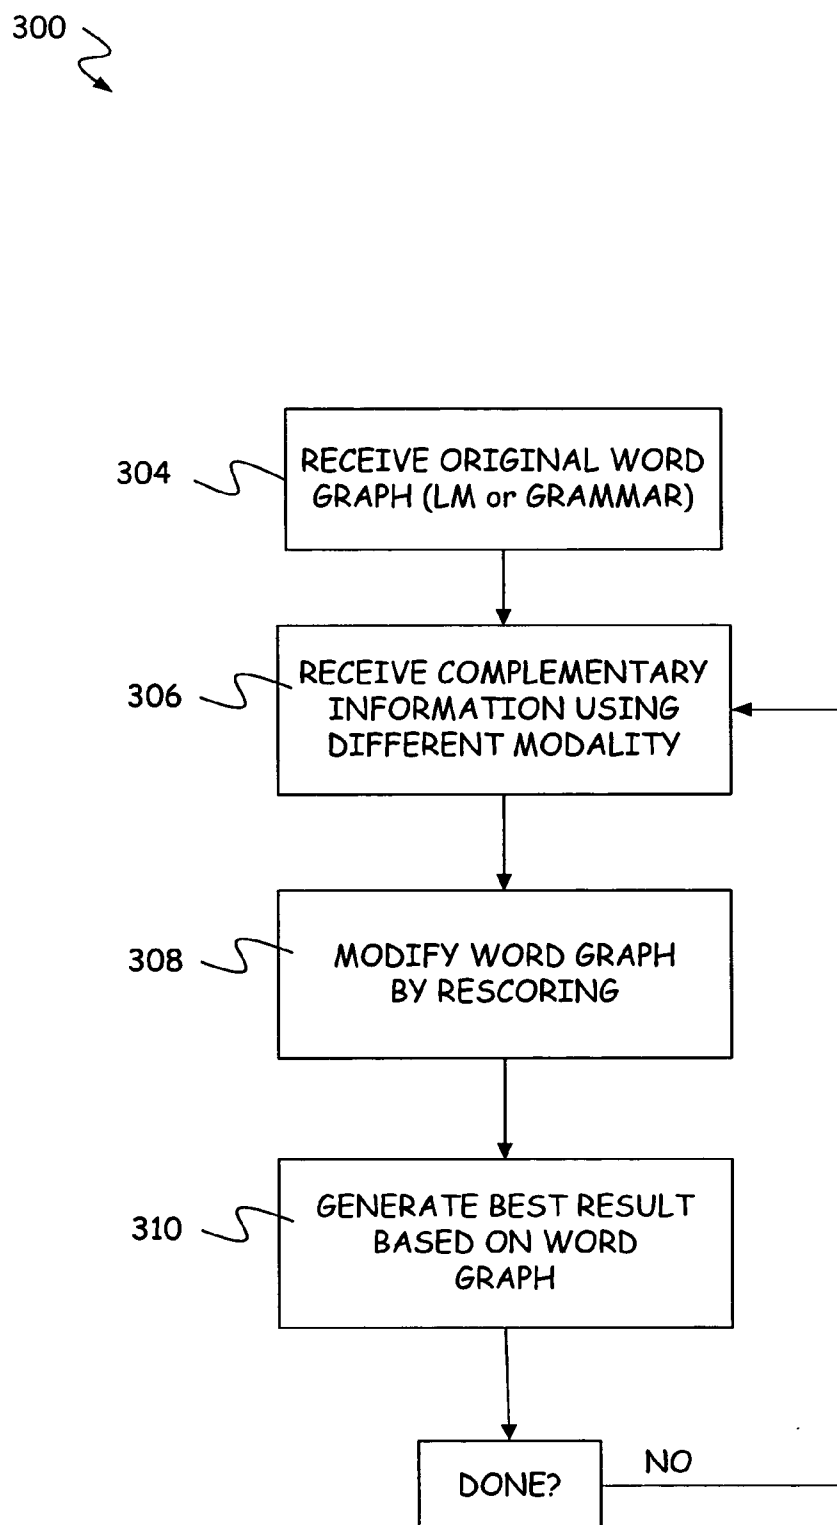 300
304
RECEIVE ORIGINAL WORD
GRAPH (LM or GRAMMAR)
306
RECEIVE COMPLEMENTARY
INFORMATION USING
DIFFERENT MODALITY
308
MODIFY WORD GRAPH
BY RESCORING
310
GENERATE BEST RESULT
BASED ON WORD
GRAPH
DONE?
NO